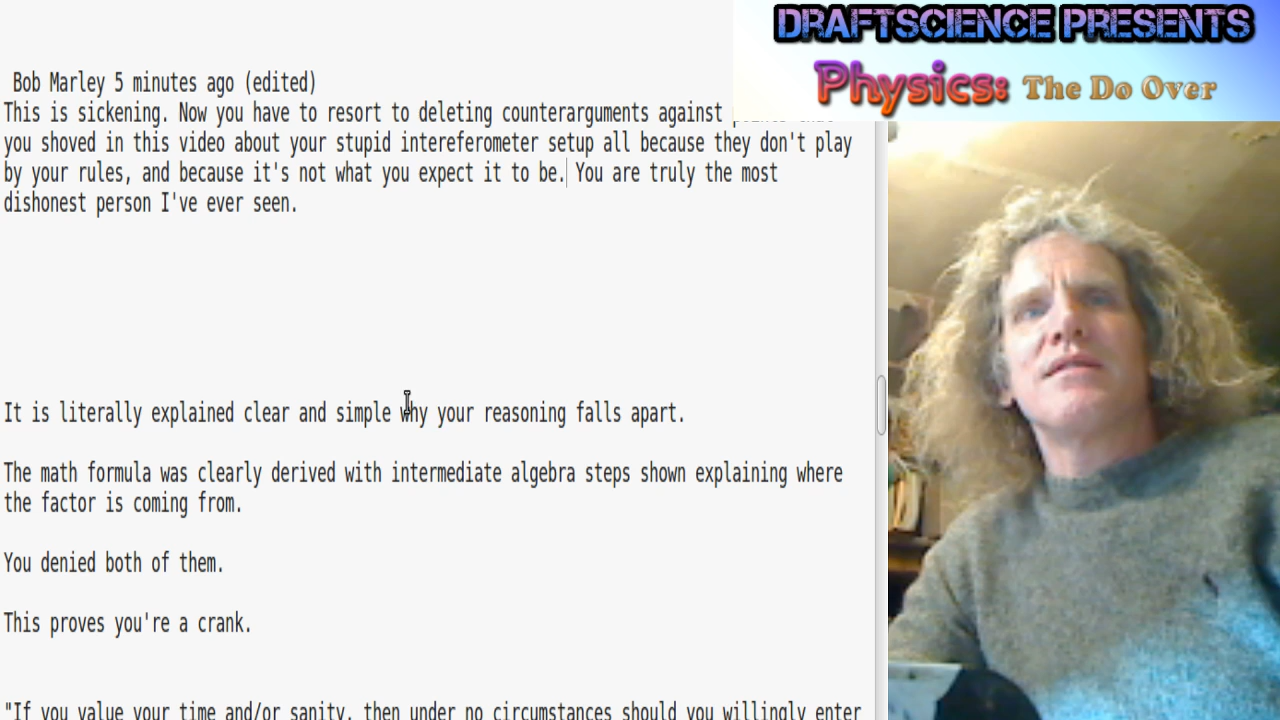 DRAFTSCIENCE PRESENTS
Physics: The Do Over
Bob Marley 5 minutes ago (edited)
This is sickening. Now you have to resort to deleting counterarguments against
you shoved in this video about your stupid intereferometer setup all because they don't play
by your rules, and because it's not what you expect it to be. You are truly the most
dishonest person I've ever seen.
It is literally explained clear and simple why your reasoning falls apart.
The math formula was clearly derived with intermediate algebra steps shown explaining where
the factor is coming from.
You denied both of them.
This proves you're a crank.
"If you value your time and/or sanity, then under no circumstances should you willingly enter